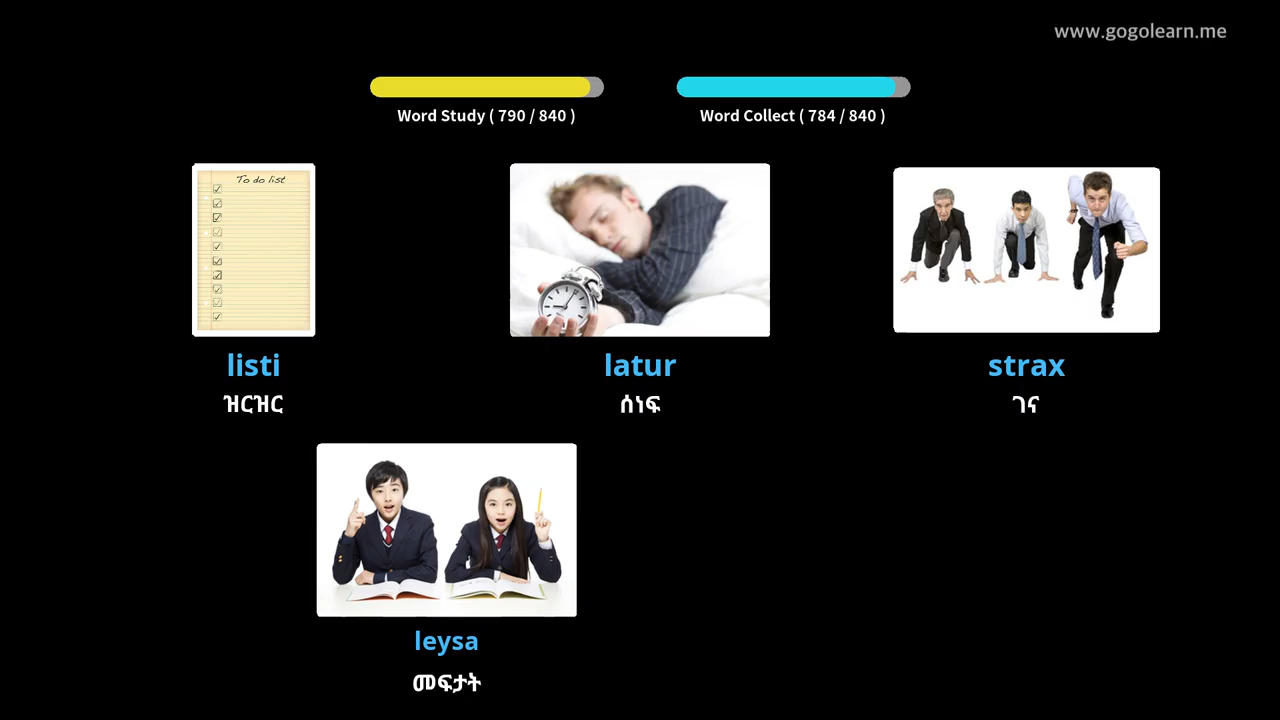 www.gogolearn.me
Word Study ( 790 / 840 )
Word Collect ( 784 / 840 )
To do list
listi
ዝርዝር
latur
ሰነፍ
strax
ገና
leysa
መፍታት